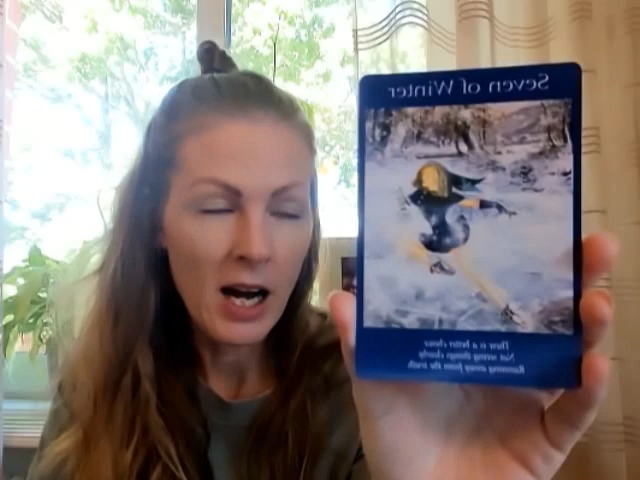 Seven of Winter
There is a better choice
Not seeing things clearly
Running away from the truth